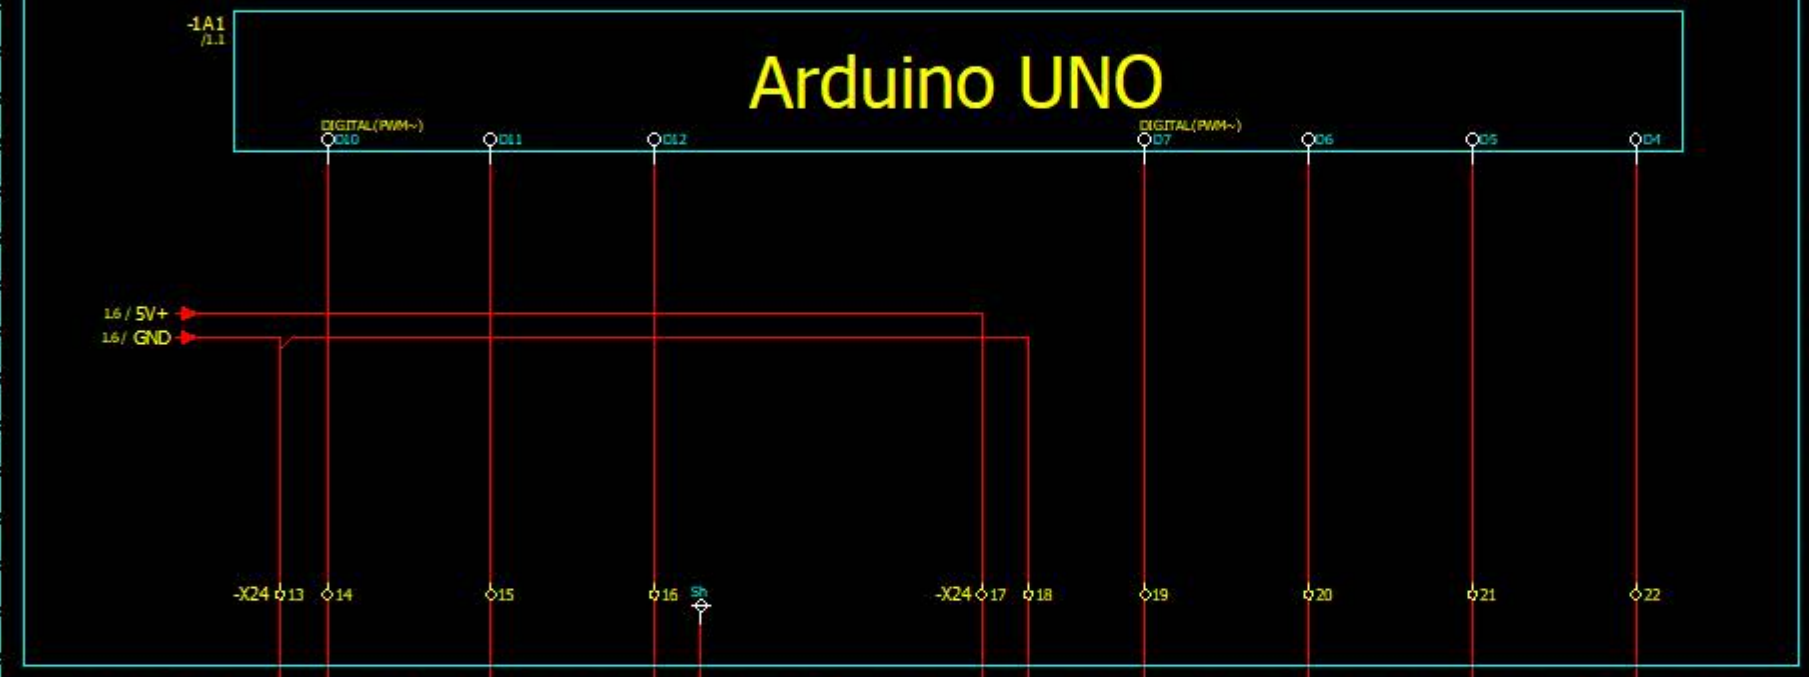 -1A1
/1.1
Arduino UNO
DIGITAL(PWM~) DIGITAL(PWM~)
D10 D11 D12 D7 D6 D5 D4
1.6 / 5V+
1.6 / GND
-X24 13 14 15 16 Sh -X24 17 18 19 20 21 22